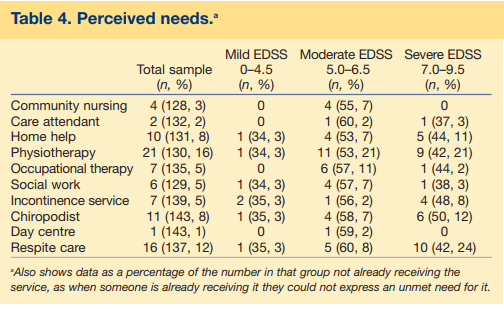 Table 4. Perceived needs.a
Mild EDSS Moderate EDSS Severe EDSS
Total sample 0–4.5 5.0–6.5 7.0–9.5
(n, %) (n, %) (n, %) (n, %)
Community nursing 4 (128, 3) 0 4 (55, 7) 0
Care attendant 2 (132, 2) 0 1 (60, 2) 1 (37, 3)
Home help 10 (131, 8) 1 (34, 3) 4 (53, 7) 5 (44, 11)
Physiotherapy 21 (130, 16) 1 (34, 3) 11 (53, 21) 9 (42, 21)
Occupational therapy 7 (135, 5) 0 6 (57, 11) 1 (44, 2)
Social work 6 (129, 5) 1 (34, 3) 4 (57, 7) 1 (38, 3)
Incontinence service 7 (139, 5) 2 (35, 3) 1 (56, 2) 4 (48, 8)
Chiropodist 11 (143, 8) 1 (35, 3) 4 (58, 7) 6 (50, 12)
Day centre 1 (143, 1) 0 1 (59, 2) 0
Respite care 16 (137, 12) 1 (35, 3) 5 (60, 8) 10 (42, 24)
aAlso shows data as a percentage of the number in that group not already receiving the
service, as when someone is already receiving it they could not express an unmet need for it.